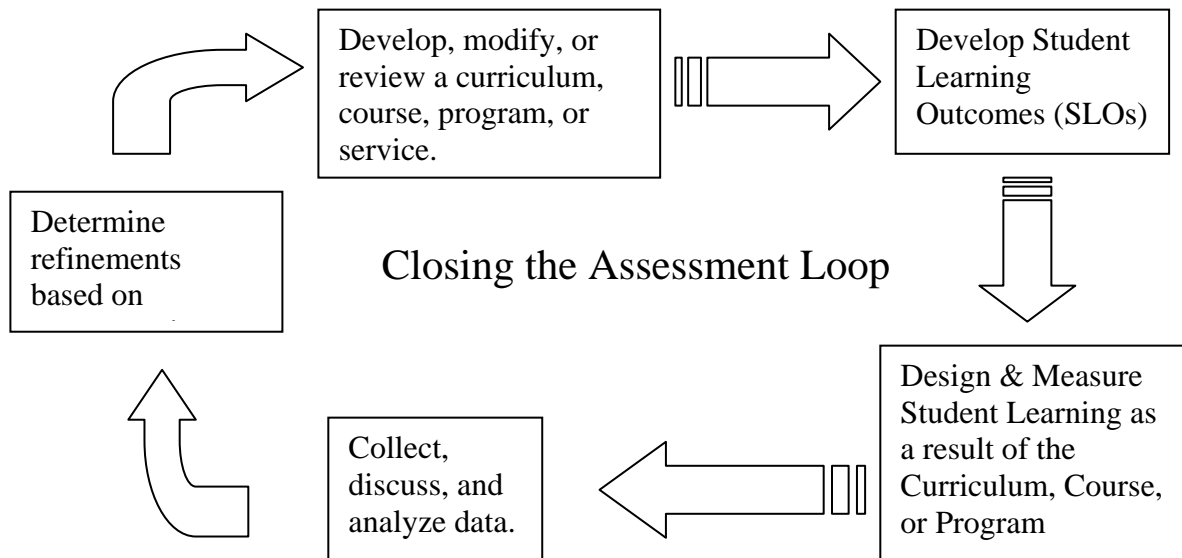 Develop, modify, or
review a curriculum,
course, program, or
service.
Develop Student
Learning
Outcomes (SLOs)
Determine
refinements
based on
Closing the Assessment Loop
Design & Measure
Student Learning as
a result of the
Curriculum, Course,
or Program
Collect,
discuss, and
analyze data.